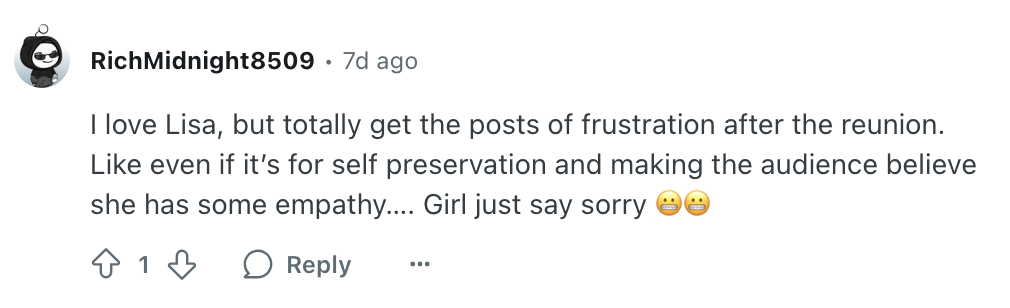 RichMidnight8509 • 7d ago
I love Lisa, but totally get the posts of frustration after the reunion.
Like even if it’s for self preservation and making the audience believe
she has some empathy.... Girl just say sorry 😬😬
1 Reply ...